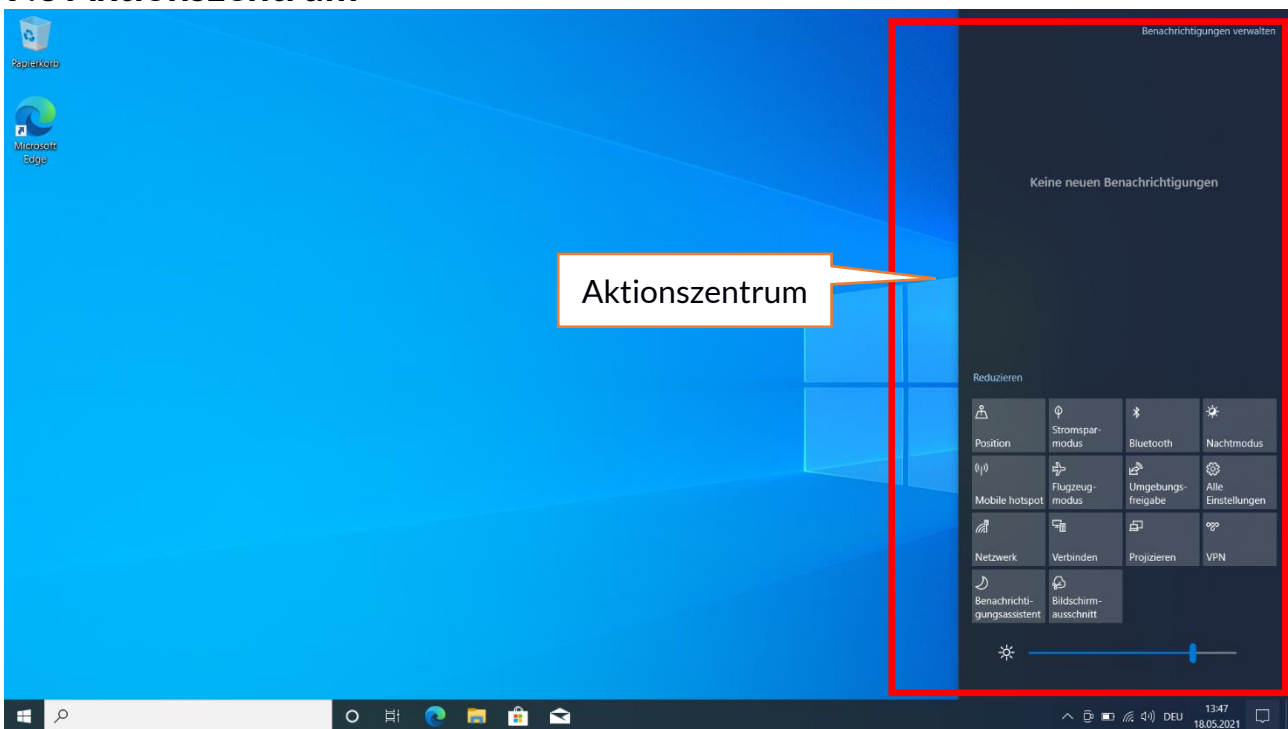 Papierkorb
Microsoft
Edge
Benachrichtigungen verwalten
Keine neuen Benachrichtigungen
Aktionszentrum
Reduzieren
Position
Stromspar-
modus
Bluetooth
Nachtmodus
Mobile hotspot
Flugzeug-
modus
Umgebungs-
freigabe
Alle
Einstellungen
Netzwerk
Verbinden
Projizieren
VPN
Benachrichti-
gungsassistent
Bildschirm-
ausschnitt
DEU
13:47
18.05.2021